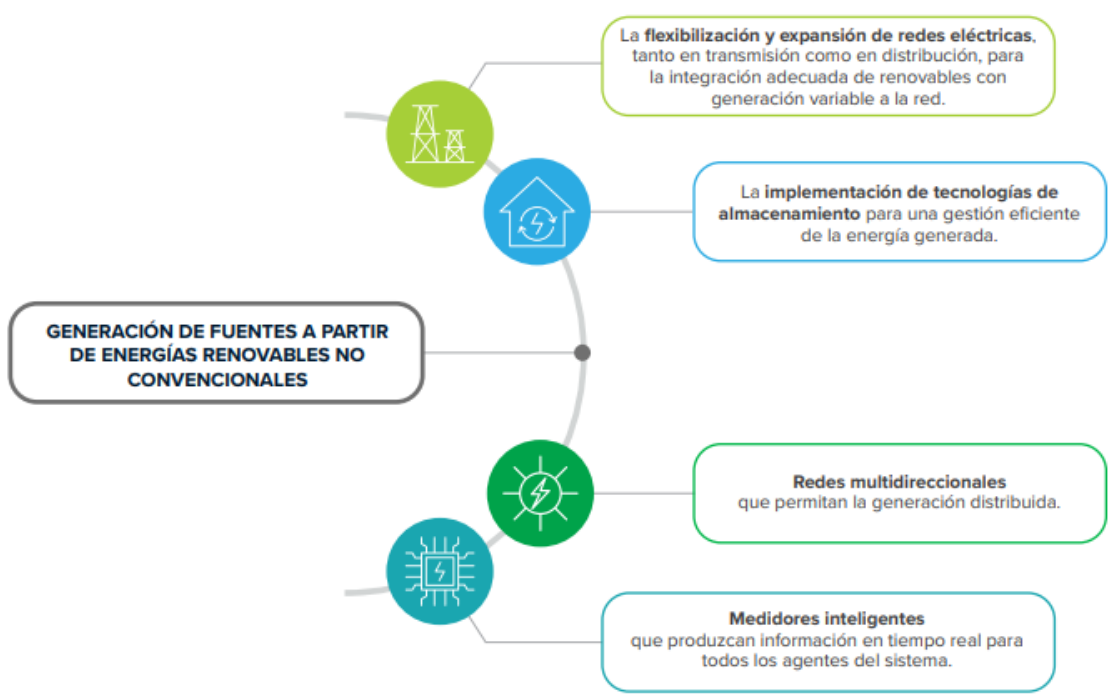 La flexibilización y expansión de redes eléctricas,
tanto en transmisión como en distribución, para
la integración adecuada de renovables con
generación variable a la red.
La implementación de tecnologías de
almacenamiento para una gestión eficiente
de la energía generada.
GENERACIÓN DE FUENTES A PARTIR
DE ENERGÍAS RENOVABLES NO
CONVENCIONALES
Redes multidireccionales
que permitan la generación distribuida.
Medidores inteligentes
que produzcan información en tiempo real para
todos los agentes del sistema.